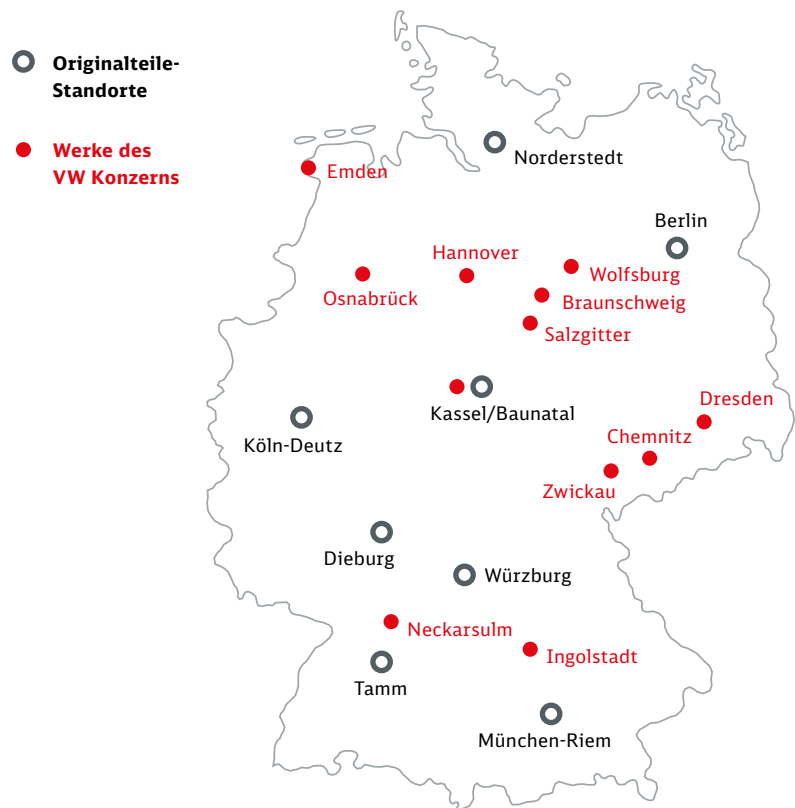 Originalteile-
Standorte
Werke des
VW Konzerns
Norderstedt
Emden
Berlin
Hannover
Wolfsburg
Osnabrück
Braunschweig
Salzgitter
Dresden
Kassel/Baunatal
Chemnitz
Köln-Deutz
Zwickau
Dieburg
Würzburg
Neckarsulm
Ingolstadt
Tamm
München-Riem